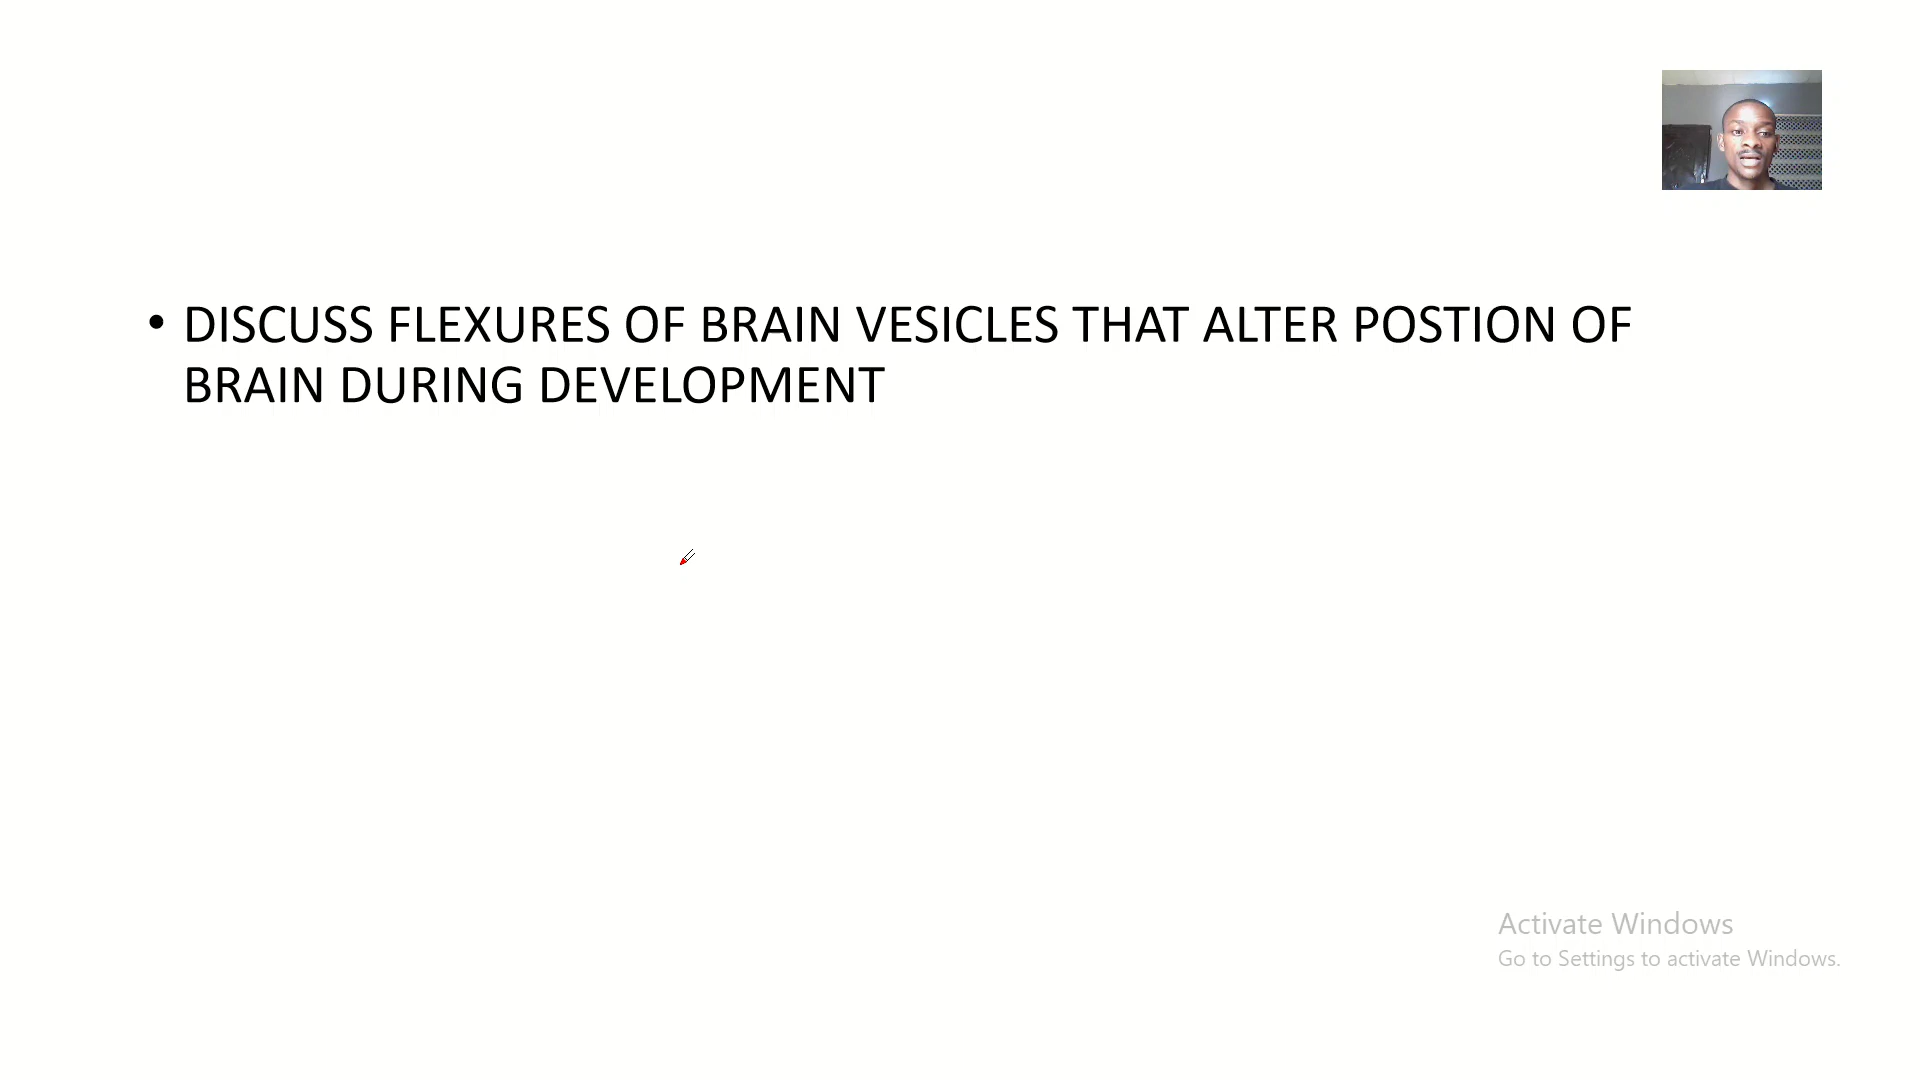 • DISCUSS FLEXURES OF BRAIN VESICLES THAT ALTER POSTION OF
BRAIN DURING DEVELOPMENT
Activate Windows
Go to Settings to activate Windows.